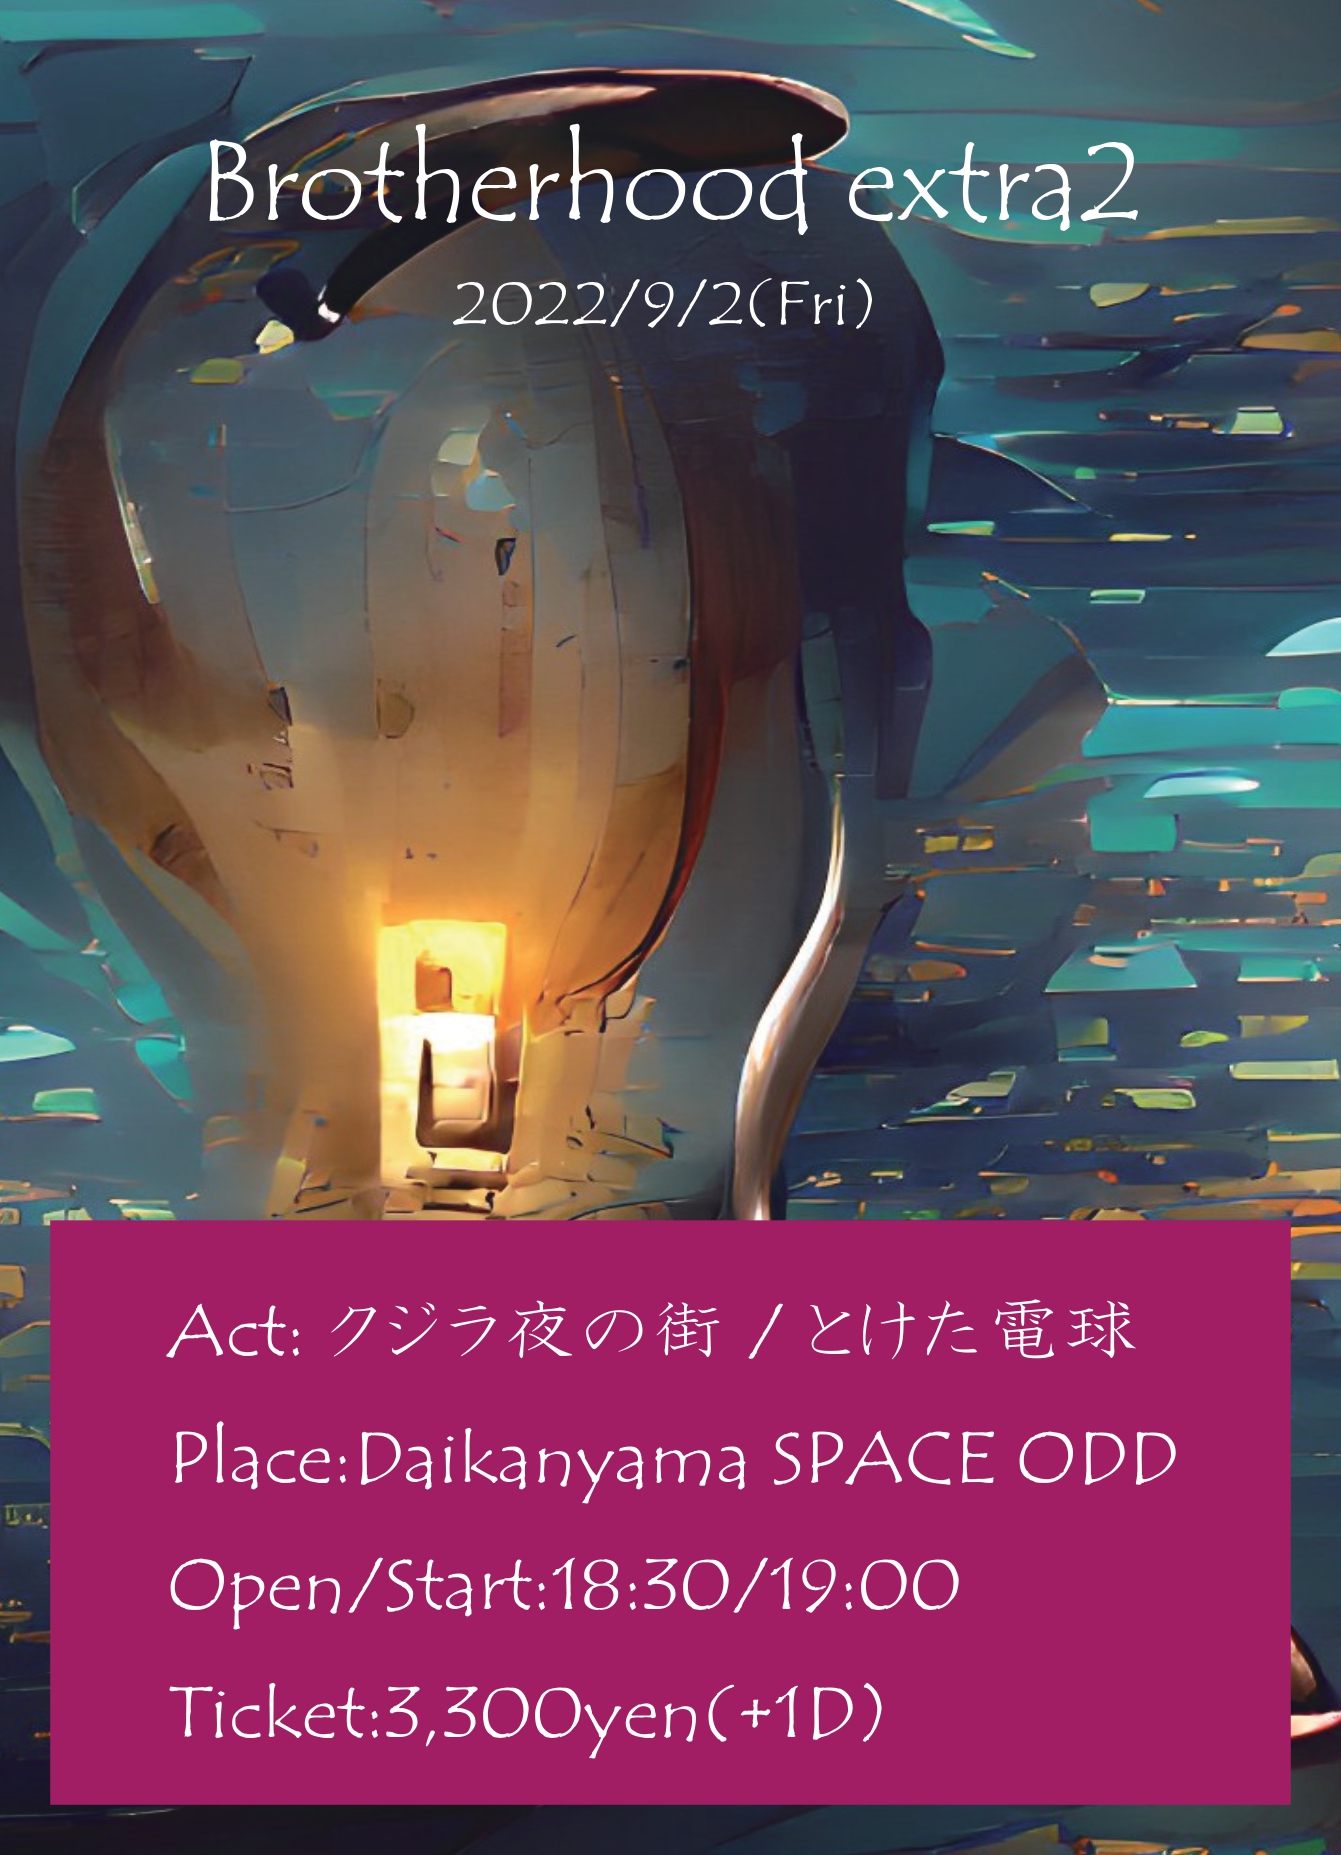 Brotherhood extra2
2022/9/2(Fri)
Act: クジラ夜の街 / とけた電球
Place:Daikanyama SPACE ODD
Open/Start:18:30/19:00
Ticket:3,300yen(+1D)